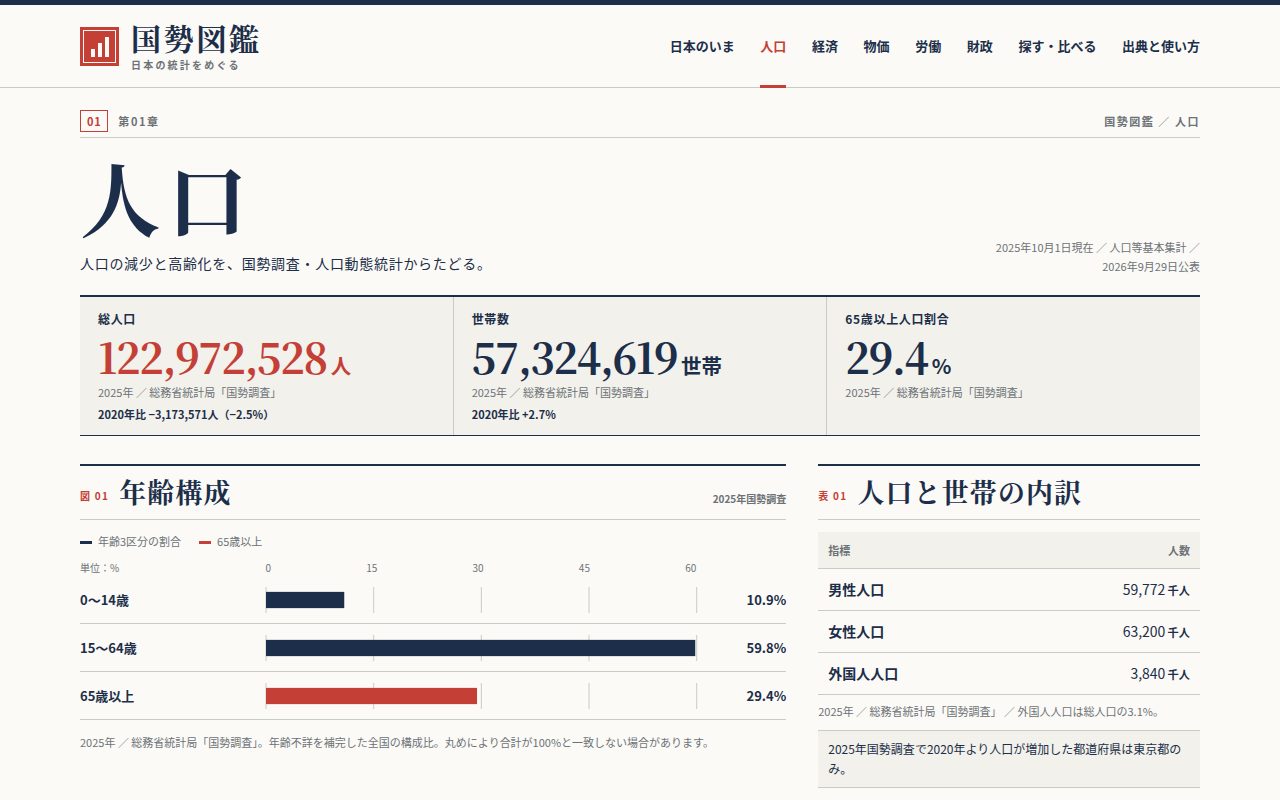 国勢図鑑
日本の統計をめぐる
日本のいま 人口 経済 物価 労働 財政 探す・比べる 出典と使い方
01 第01章
国勢図鑑 ／ 人口
人口
人口の減少と高齢化を、国勢調査・人口動態統計からたどる。
2025年10月1日現在 ／ 人口等基本集計 ／
2026年9月29日公表
総人口
122,972,528人
2025年 ／ 総務省統計局「国勢調査」
2020年比 −3,173,571人（−2.5%）
世帯数
57,324,619世帯
2025年 ／ 総務省統計局「国勢調査」
2020年比 +2.7%
65歳以上人口割合
29.4%
2025年 ／ 総務省統計局「国勢調査」
図 01 年齢構成
2025年国勢調査
年齢3区分の割合 65歳以上
単位：% 0 15 30 45 60
0〜14歳 10.9%
15〜64歳 59.8%
65歳以上 29.4%
2025年 ／ 総務省統計局「国勢調査」。年齢不詳を補完した全国の構成比。丸めにより合計が100%と一致しない場合があります。
表 01 人口と世帯の内訳
指標 人数
男性人口 59,772 千人
女性人口 63,200 千人
外国人人口 3,840 千人
2025年 ／ 総務省統計局「国勢調査」 ／ 外国人人口は総人口の3.1%。
2025年国勢調査で2020年より人口が増加した都道府県は東京都の
み。